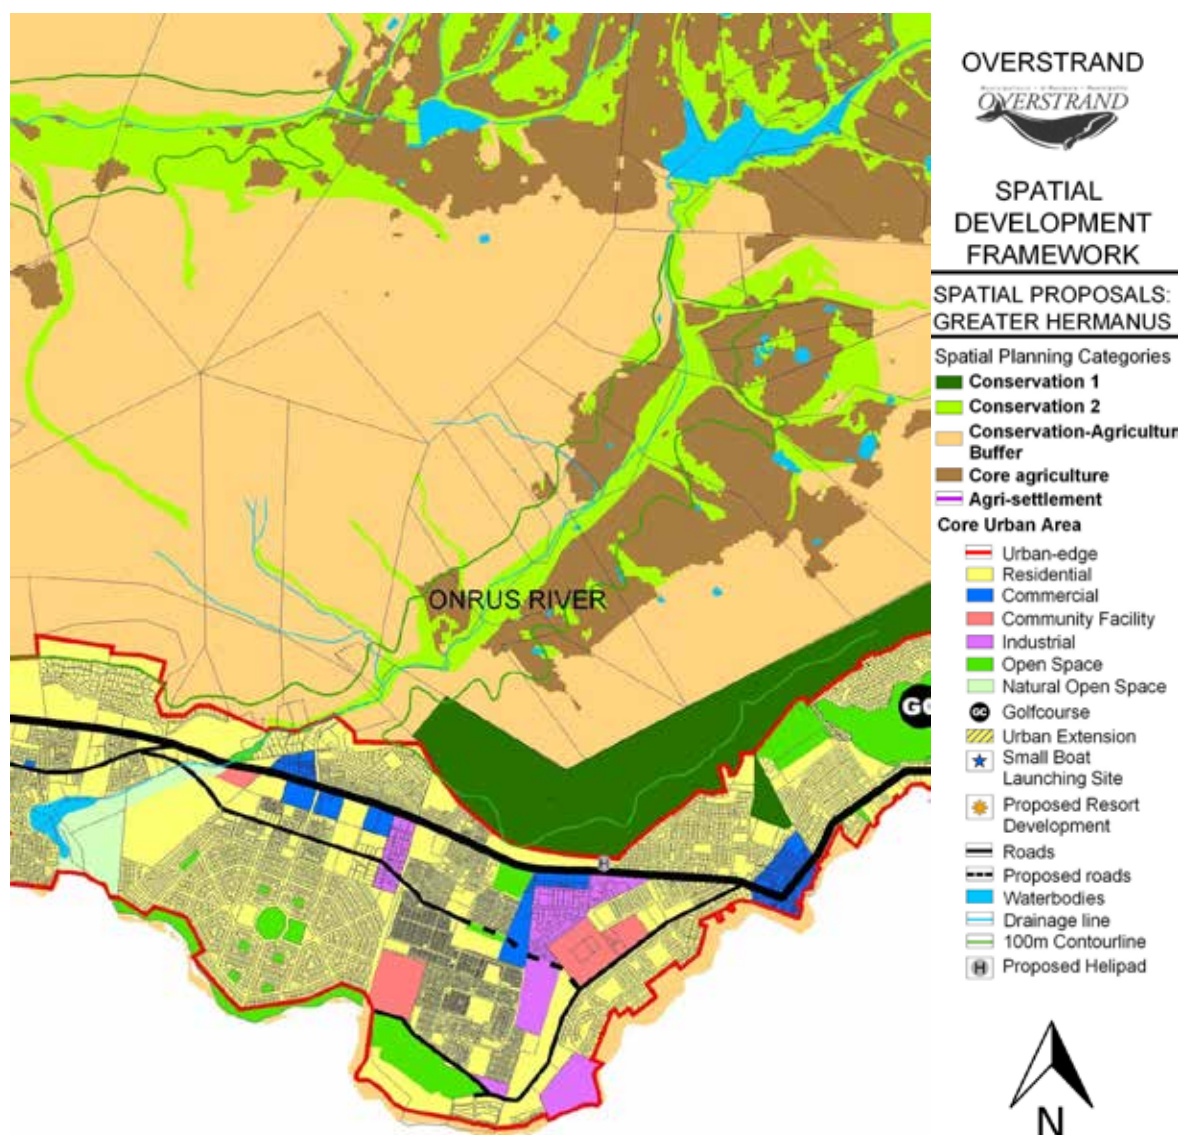 OVERSTRAND
OVERSTRAND
SPATIAL
DEVELOPMENT
FRAMEWORK
SPATIAL PROPOSALS:
GREATER HERMANUS
Spatial Planning Categories
Conservation 1
Conservation 2
Conservation-Agricultur
Buffer
Core agriculture
Agri-settlement
Core Urban Area
Urban-edge
Residential
Commercial
Community Facility
Industrial
Open Space
Natural Open Space
GC Golfcourse
Urban Extension
Small Boat
Launching Site
Proposed Resort
Development
Roads
Proposed roads
Waterbodies
Drainage line
100m Contourline
H Proposed Helipad
N
ONRUS RIVER
GC
H